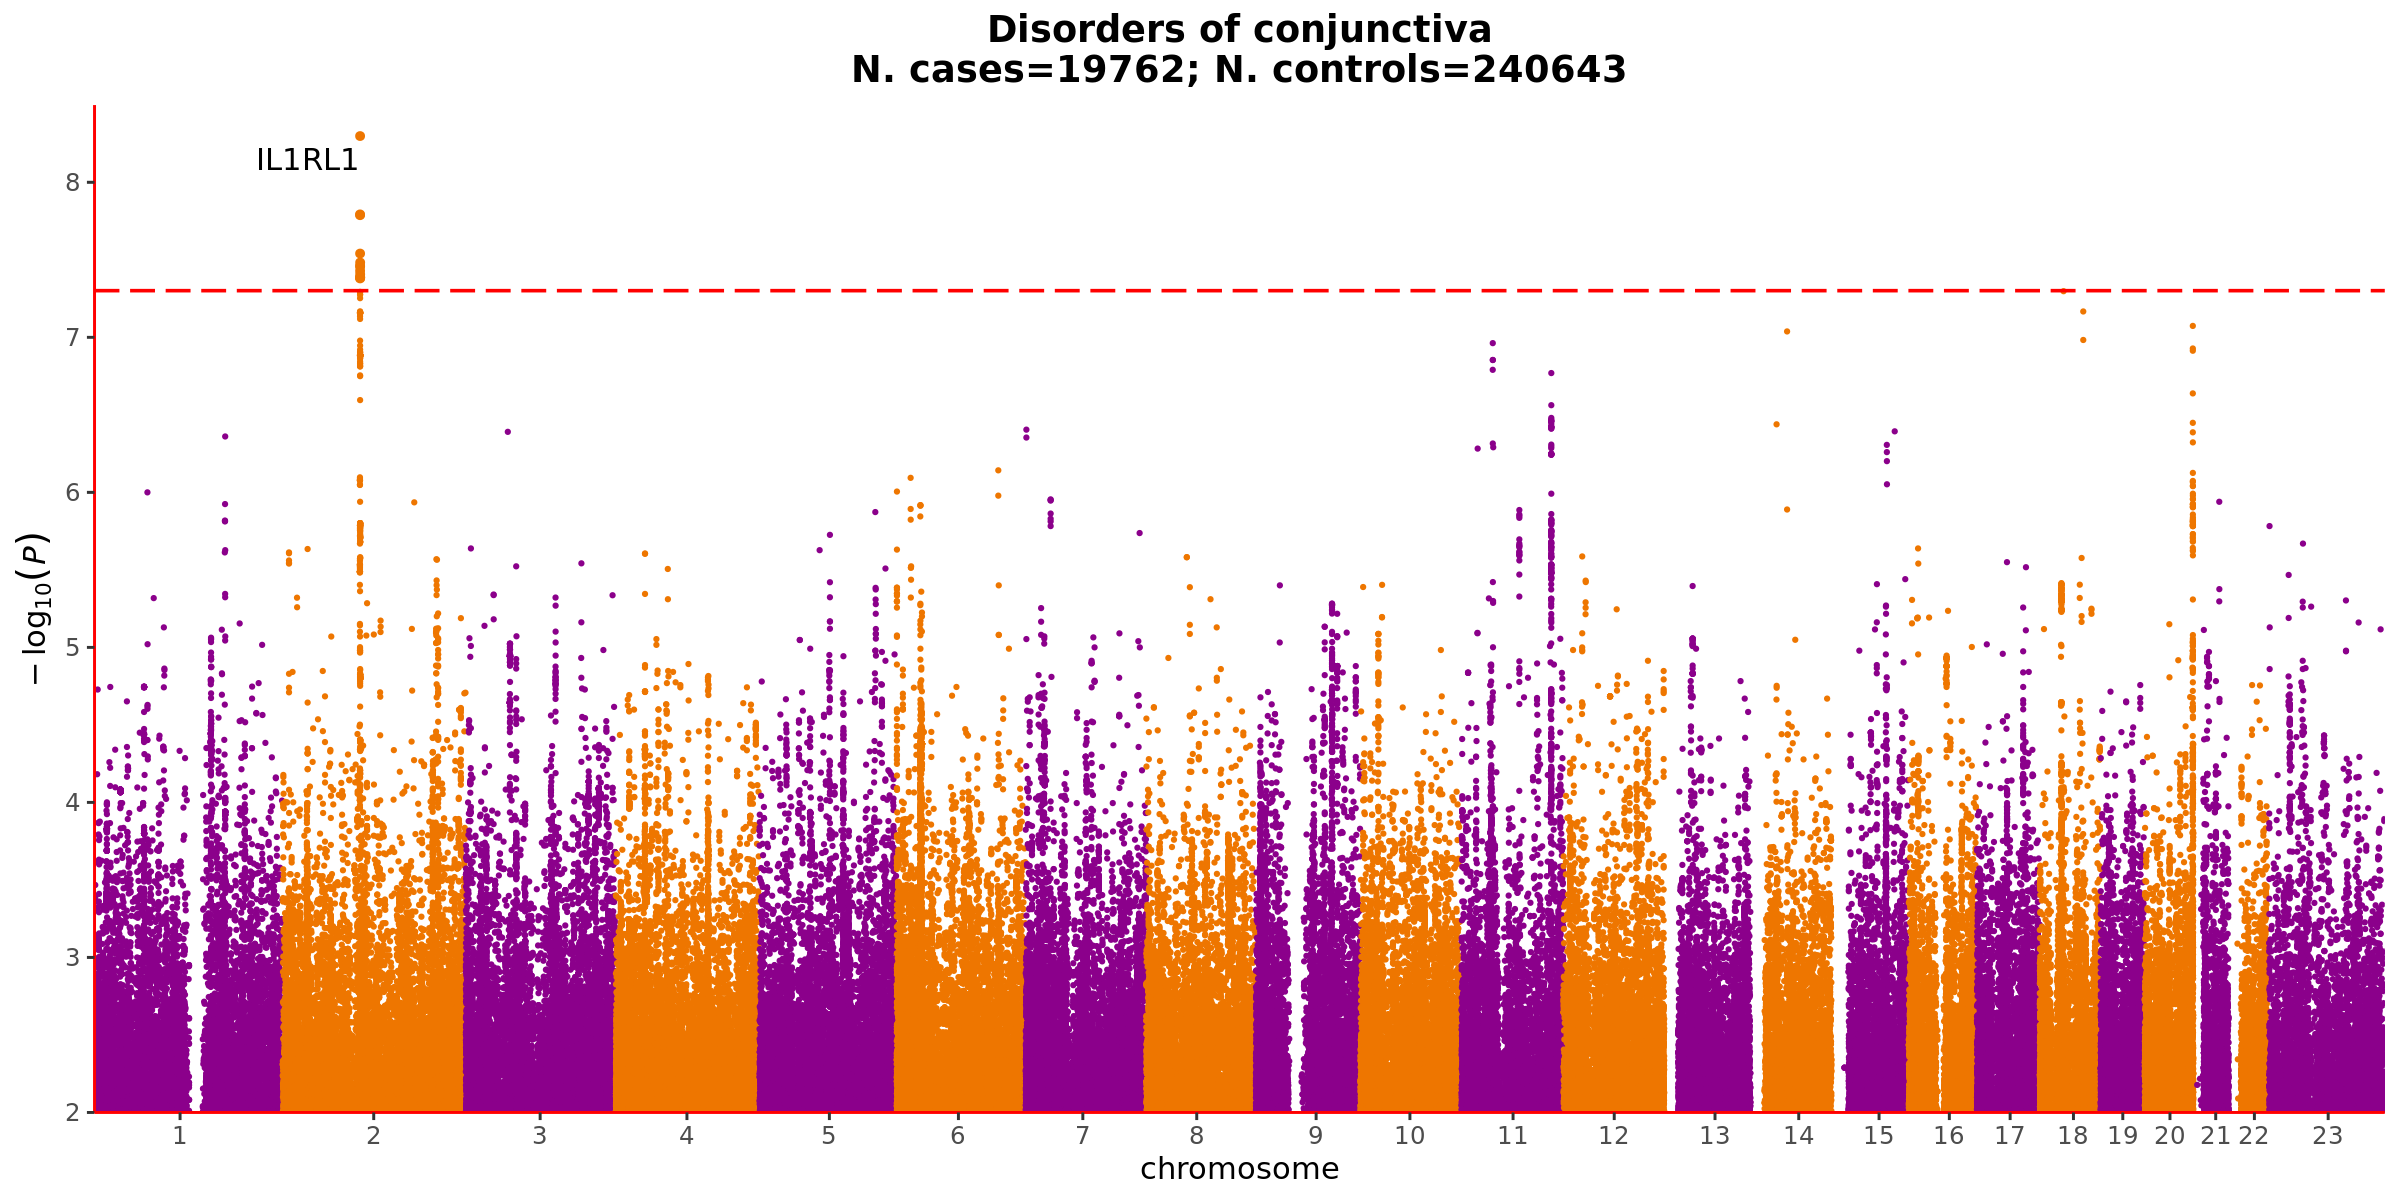 Disorders of conjunctiva
N. cases=19762; N. controls=240643
IL1RL1
8
7
6
5
4
3
2
−log10(P)
1 2 3 4 5 6 7 8 9 10 11 12 13 14 15 16 17 18 19 20 21 22 23
chromosome